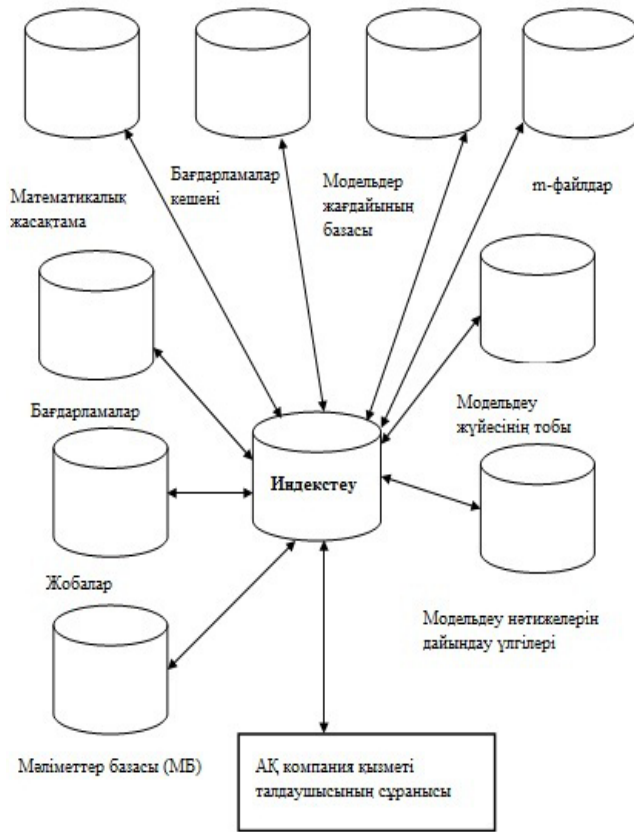 Математикалық
жасақтама
Бағдарламалар
кешені
Модельдер
жағдайының
базасы
m-файлдар
Бағдарламалар
Модельдеу
жүйесінің тобы
Индекстеу
Жобалар
Модельдеу нәтижелерін
дайындау үлгілері
Мәліметтер базасы (МБ)
АҚ компания қызметі
талдаушысының сұранысы